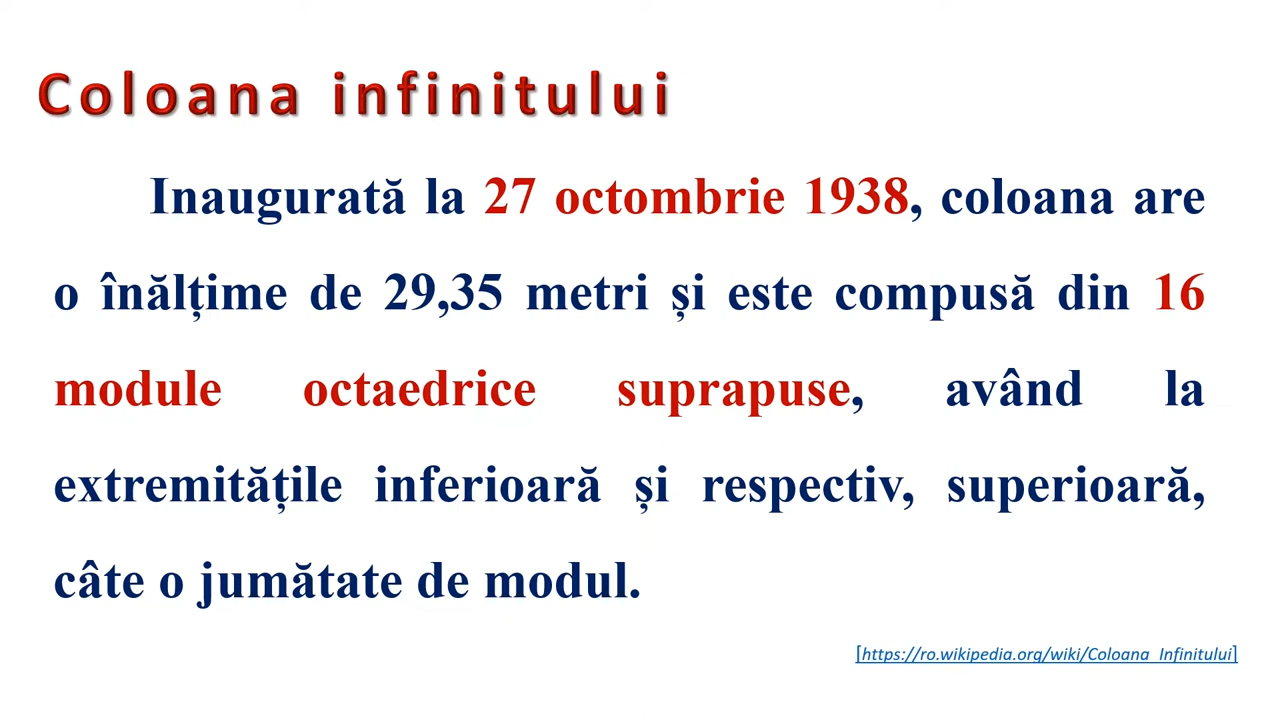 Coloana infinitului
Inaugurată la 27 octombrie 1938, coloana are
o înălțime de 29,35 metri și este compusă din 16
module octaedrice suprapuse, având la
extremitățile inferioară și respectiv, superioară,
câte o jumătate de modul.
[https://ro.wikipedia.org/wiki/Coloana_Infinitului]